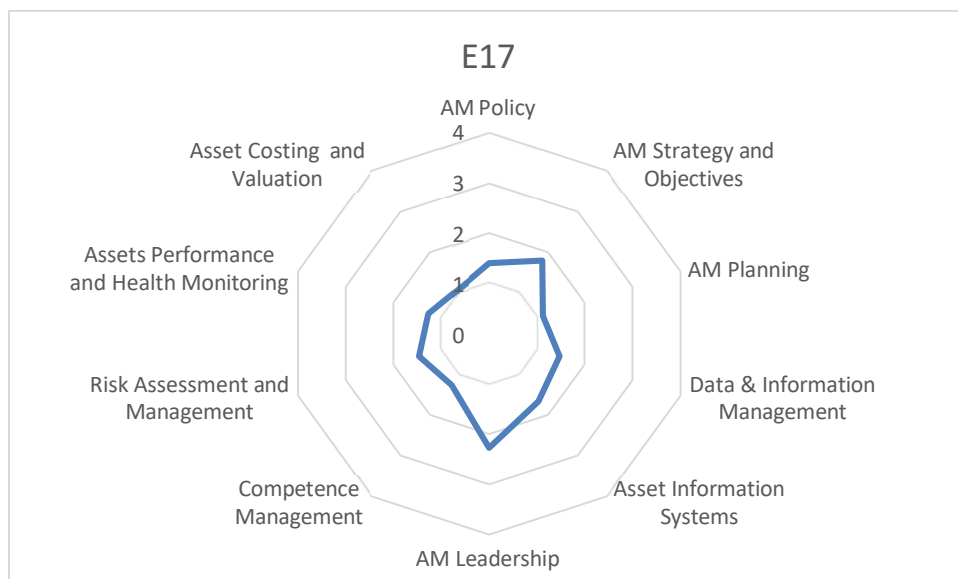 E17
AM Policy
4
3
2
1
0
AM Strategy and
Objectives
AM Planning
Data & Information
Management
Asset Information
Systems
AM Leadership
Competence
Management
Risk Assessment and
Management
Assets Performance
and Health Monitoring
Asset Costing and
Valuation